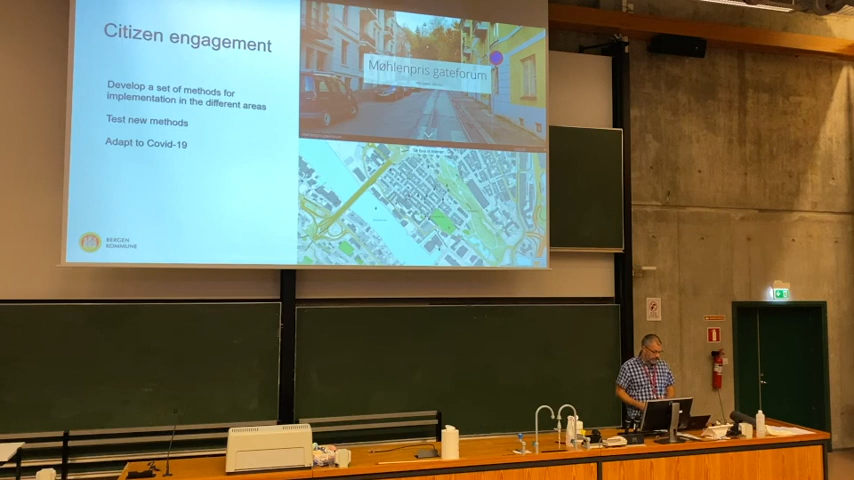 Citizen engagement
Develop a set of methods for
implementation in the different areas
Test new methods
Adapt to Covid-19
BERGEN
KOMMUNE
Møhlenpris gateforum